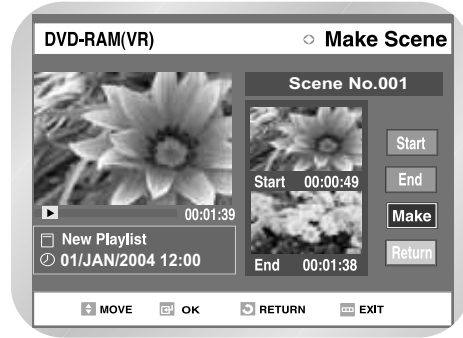 DVD-RAM(VR)
Make Scene
Scene No.001
Start 00:00:49
End 00:01:38
00:01:39
New Playlist
01/JAN/2004 12:00
Start
End
Make
Return
MOVE OK RETURN EXIT